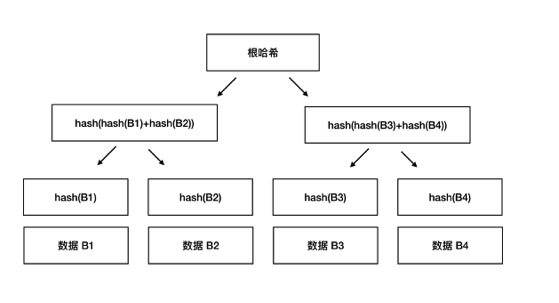 根哈希
hash(hash(B1)+hash(B2))
hash(hash(B3)+hash(B4))
hash(B1)
hash(B2)
hash(B3)
hash(B4)
数据 B1
数据 B2
数据 B3
数据 B4